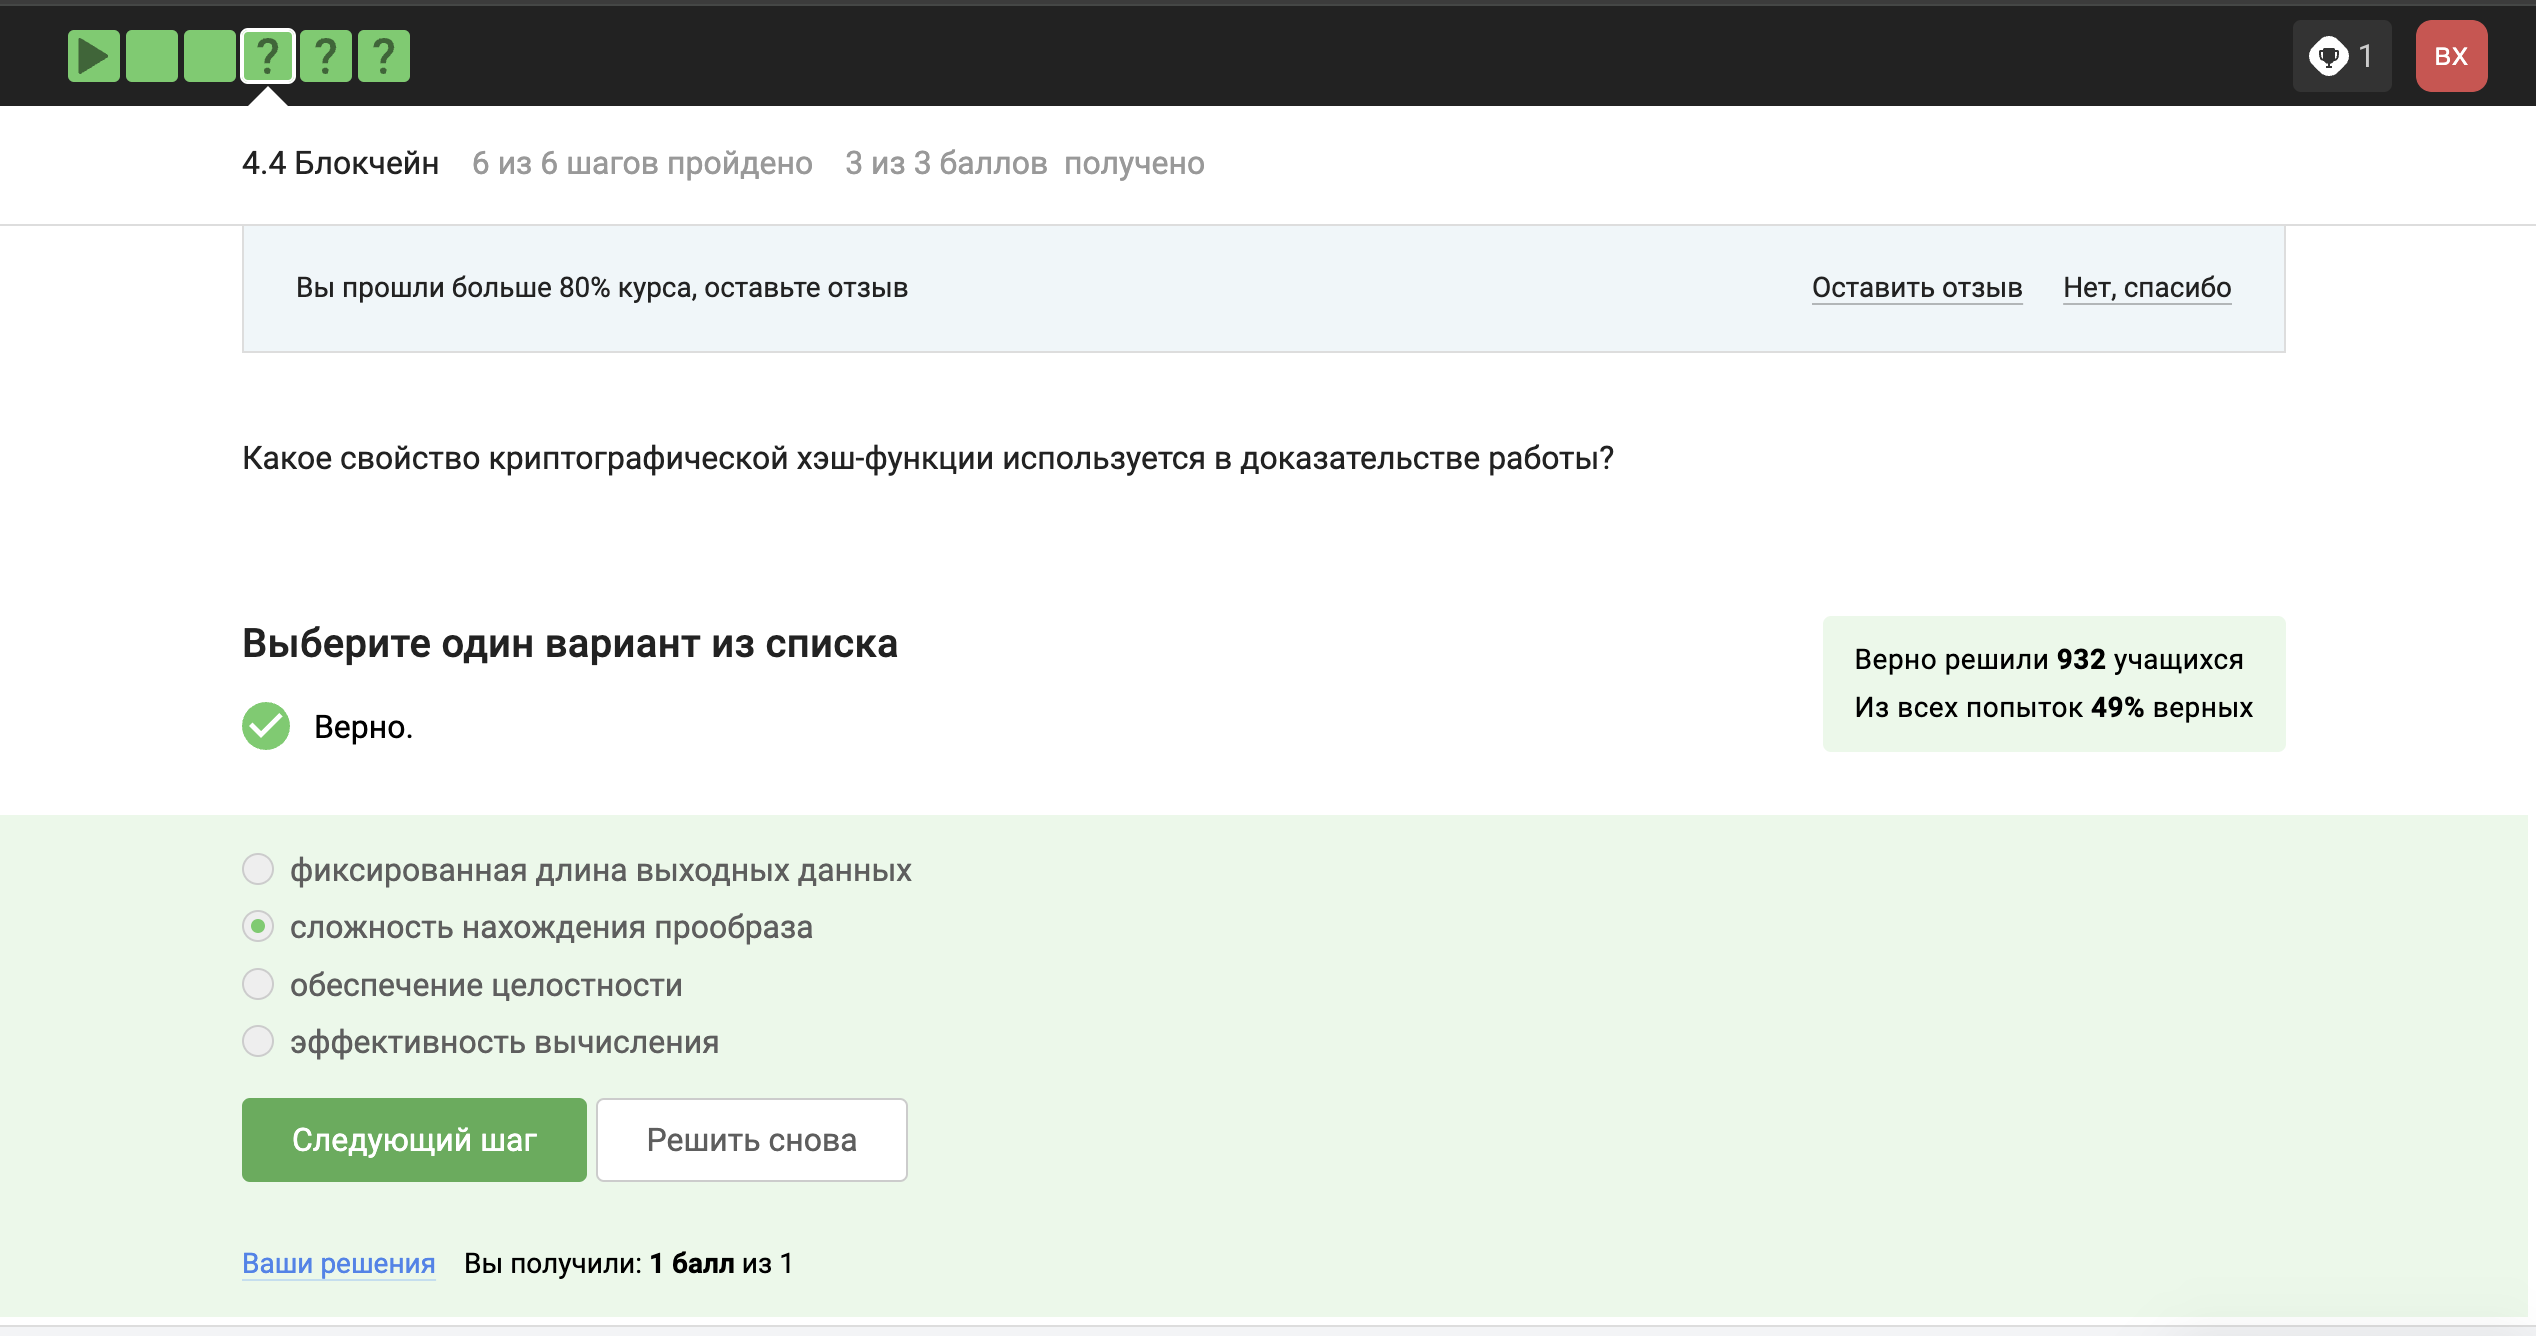 ? ? ?
1
ВХ
4.4 Блокчейн 6 из 6 шагов пройдено 3 из 3 баллов получено
Вы прошли больше 80% курса, оставьте отзыв Оставить отзыв Нет, спасибо
Какое свойство криптографической хэш-функции используется в доказательстве работы?
Выберите один вариант из списка
Верно.
Верно решили 932 учащихся
Из всех попыток 49% верных
фиксированная длина выходных данных
сложность нахождения прообраза
обеспечение целостности
эффективность вычисления
Следующий шаг Решить снова
Ваши решения Вы получили: 1 балл из 1